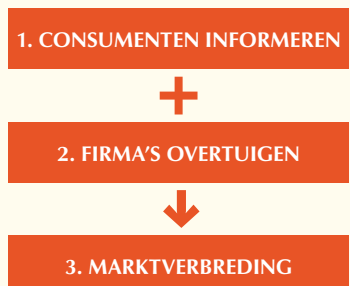 1. CONSUMENTEN INFORMEREN
2. FIRMA'S OVERTUIGEN
3. MARKTVERBREDING